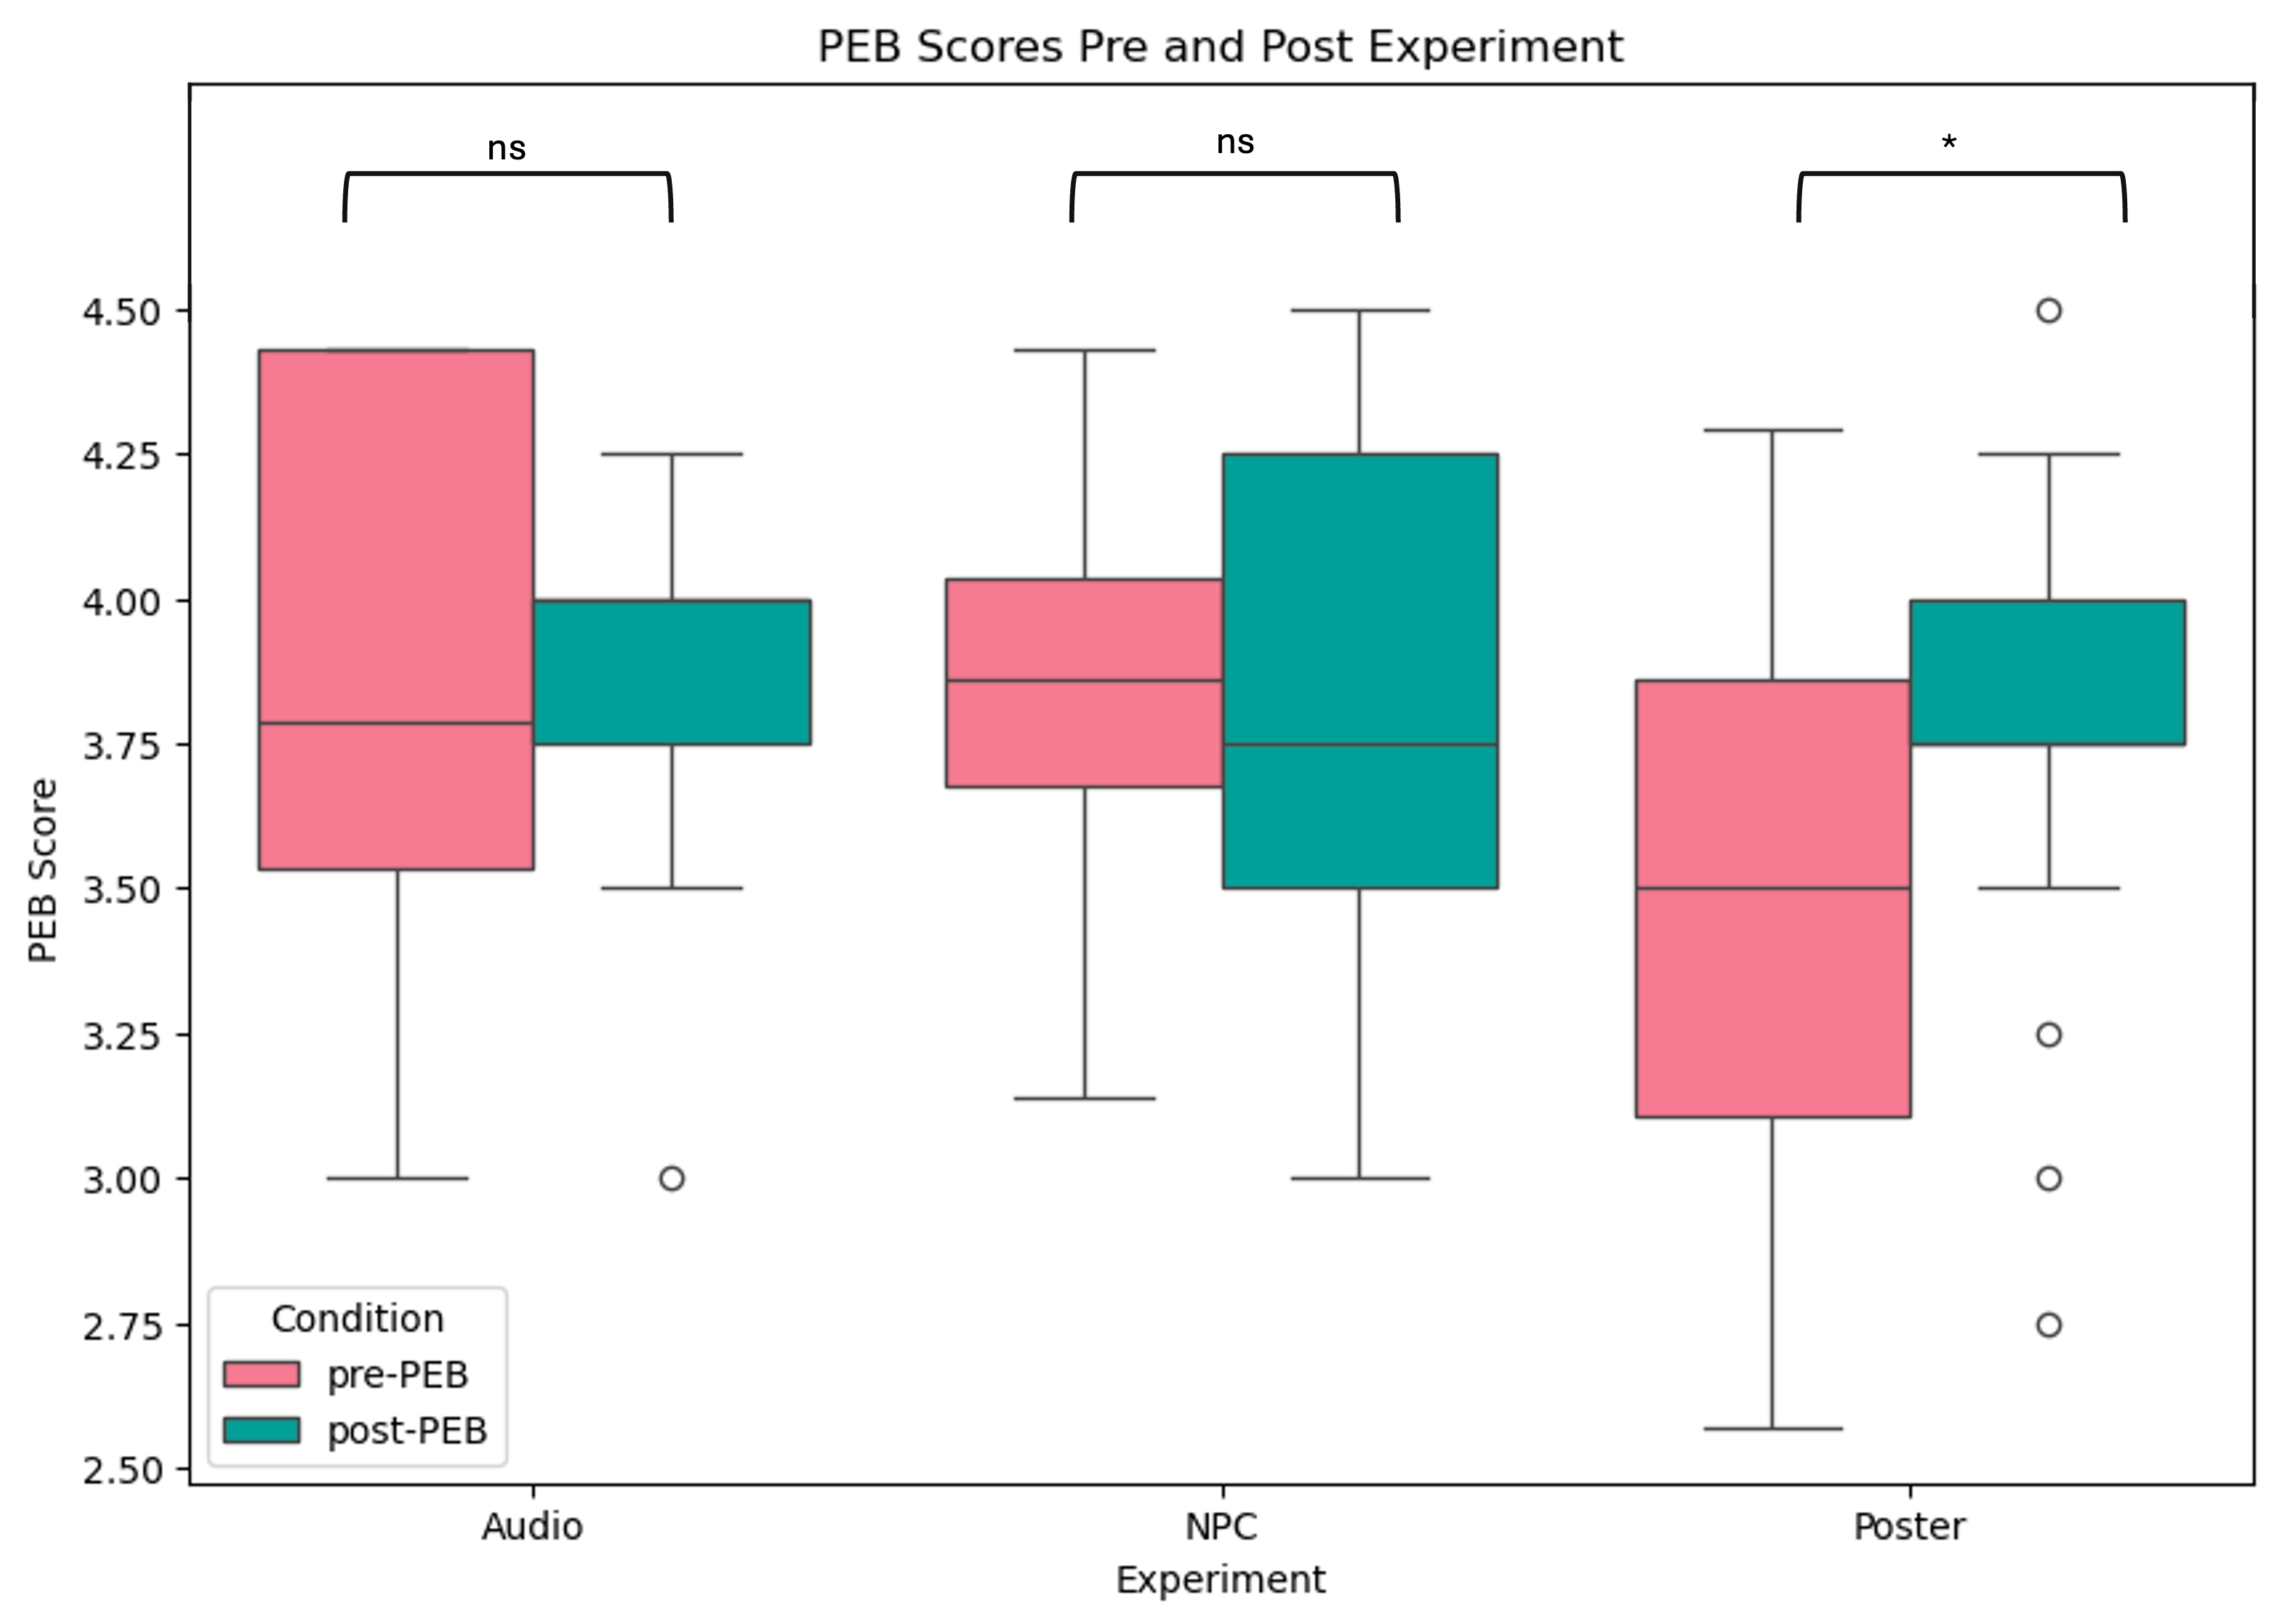 PEB Scores Pre and Post Experiment
ns
ns
*
4.50
4.25
4.00
3.75
3.50
3.25
3.00
2.75
2.50
PEB Score
Condition
pre-PEB
post-PEB
Audio
NPC
Poster
Experiment